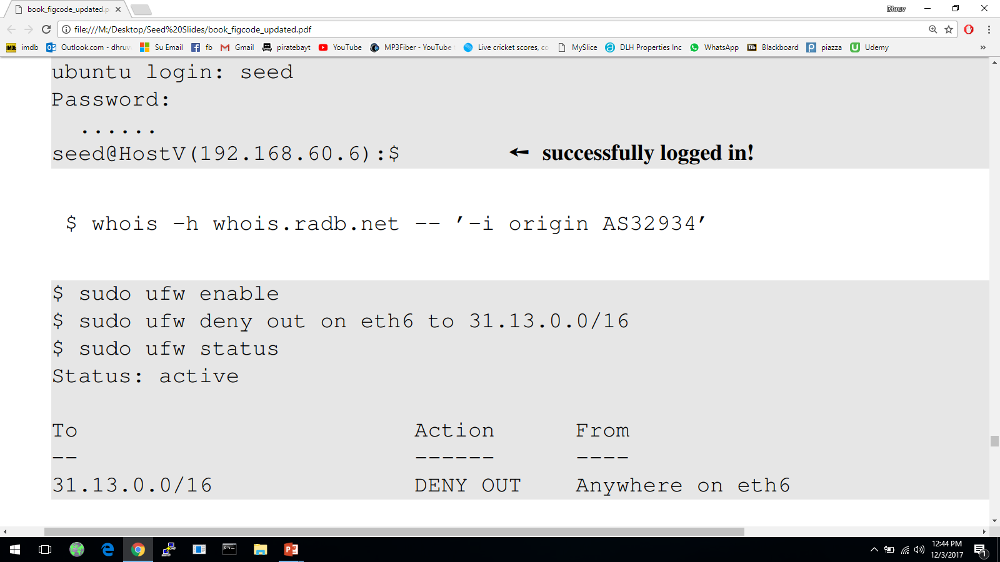 book_figcode_updated.p
Dhruv
file:///M:/Desktop/Seed%20Slides/book_figcode_updated.pdf
IMDb imdb Outlook.com - dhruv Su Email fb Gmail piratebayt YouTube MP3Fiber - YouTube Live cricket scores, co MySlice DLH Properties Inc WhatsApp Bb Blackboard piazza Udemy »
ubuntu login: seed
Password:
......
seed@HostV(192.168.60.6):$ ← successfully logged in!
$ whois -h whois.radb.net -- ’-i origin AS32934’
$ sudo ufw enable
$ sudo ufw deny out on eth6 to 31.13.0.0/16
$ sudo ufw status
Status: active
To Action From
-- ------ ----
31.13.0.0/16 DENY OUT Anywhere on eth6
12:44 PM
12/3/2017
1